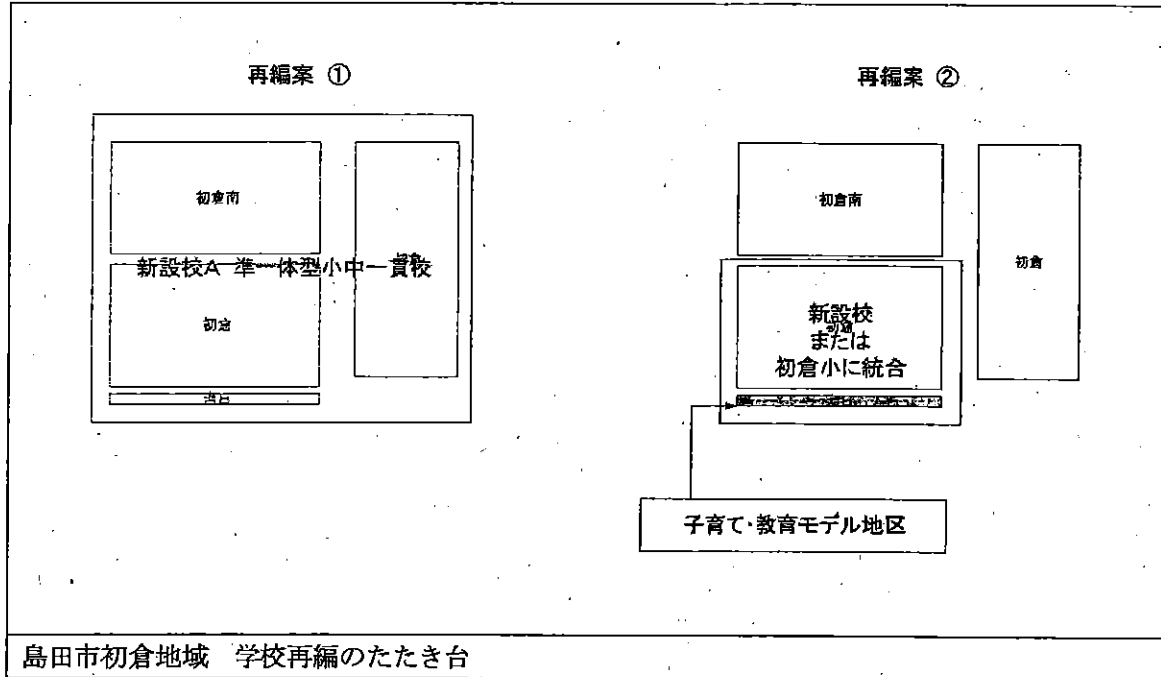 再編案 ①
再編案 ②
初倉南
新設校A 準一体型小中一貫校
初倉
初倉南
初倉
新設校
または
初倉小に統合
子育て・教育モデル地区
島田市初倉地域 学校再編のたたき台